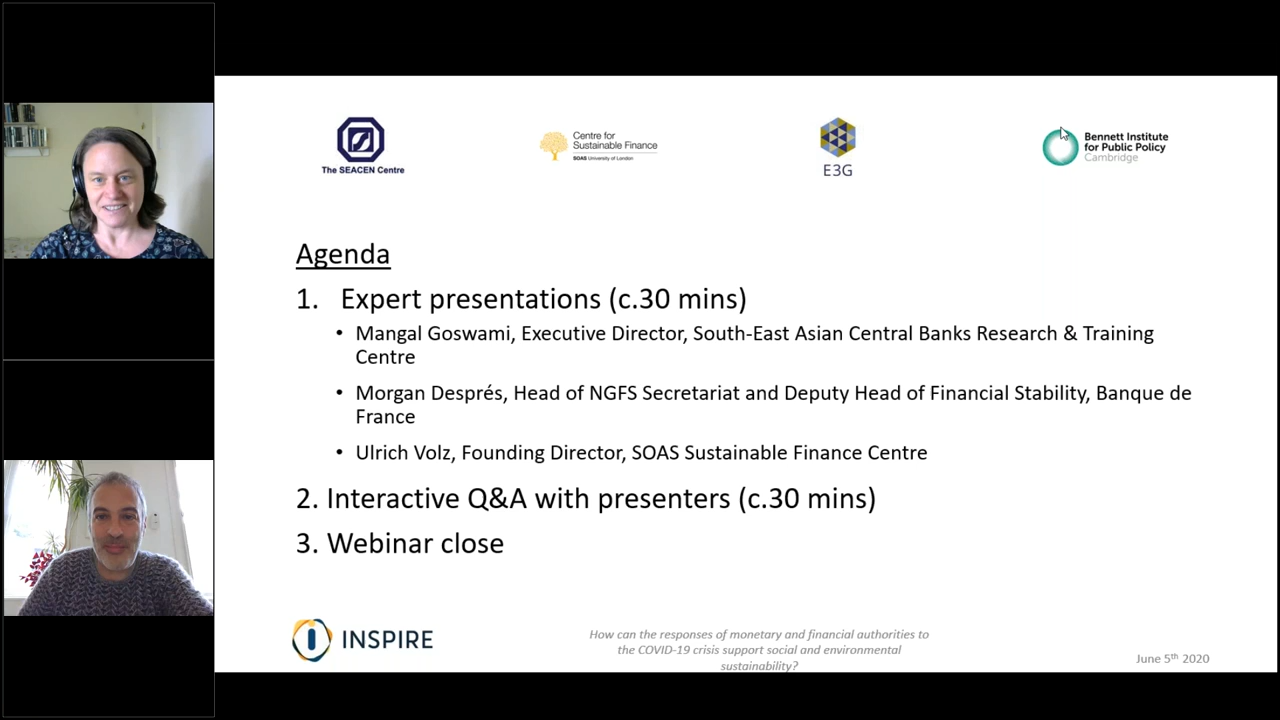 The SEACEN Centre
Centre for
Sustainable Finance
SOAS University of London
E3G
Bennett Institute
for Public Policy
Cambridge
Agenda
1. Expert presentations (c.30 mins)
• Mangal Goswami, Executive Director, South-East Asian Central Banks Research & Training
Centre
• Morgan Després, Head of NGFS Secretariat and Deputy Head of Financial Stability, Banque de
France
• Ulrich Volz, Founding Director, SOAS Sustainable Finance Centre
2. Interactive Q&A with presenters (c.30 mins)
3. Webinar close
INSPIRE
How can the responses of monetary and financial authorities to
the COVID-19 crisis support social and environmental
sustainability?
June 5th 2020